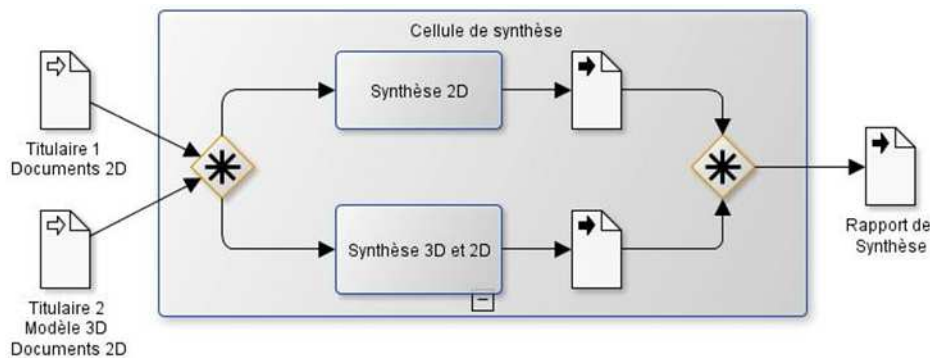 Cellule de synthèse
Synthèse 2D
Titulaire 1
Documents 2D
Synthèse 3D et 2D
Rapport de
Synthèse
Titulaire 2
Modèle 3D
Documents 2D